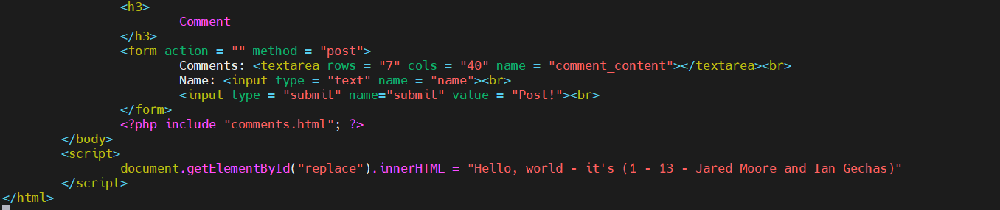 <h3>
Comment
</h3>
<form action = "" method = "post">
Comments: <textarea rows = "7" cols = "40" name = "comment_content"></textarea><br>
Name: <input type = "text" name = "name"><br>
<input type = "submit" name="submit" value = "Post!"><br>
</form>
<?php include "comments.html"; ?>
</body>
<script>
document.getElementById("replace").innerHTML = "Hello, world - it's (1 - 13 - Jared Moore and Ian Gechas)"
</script>
</html>